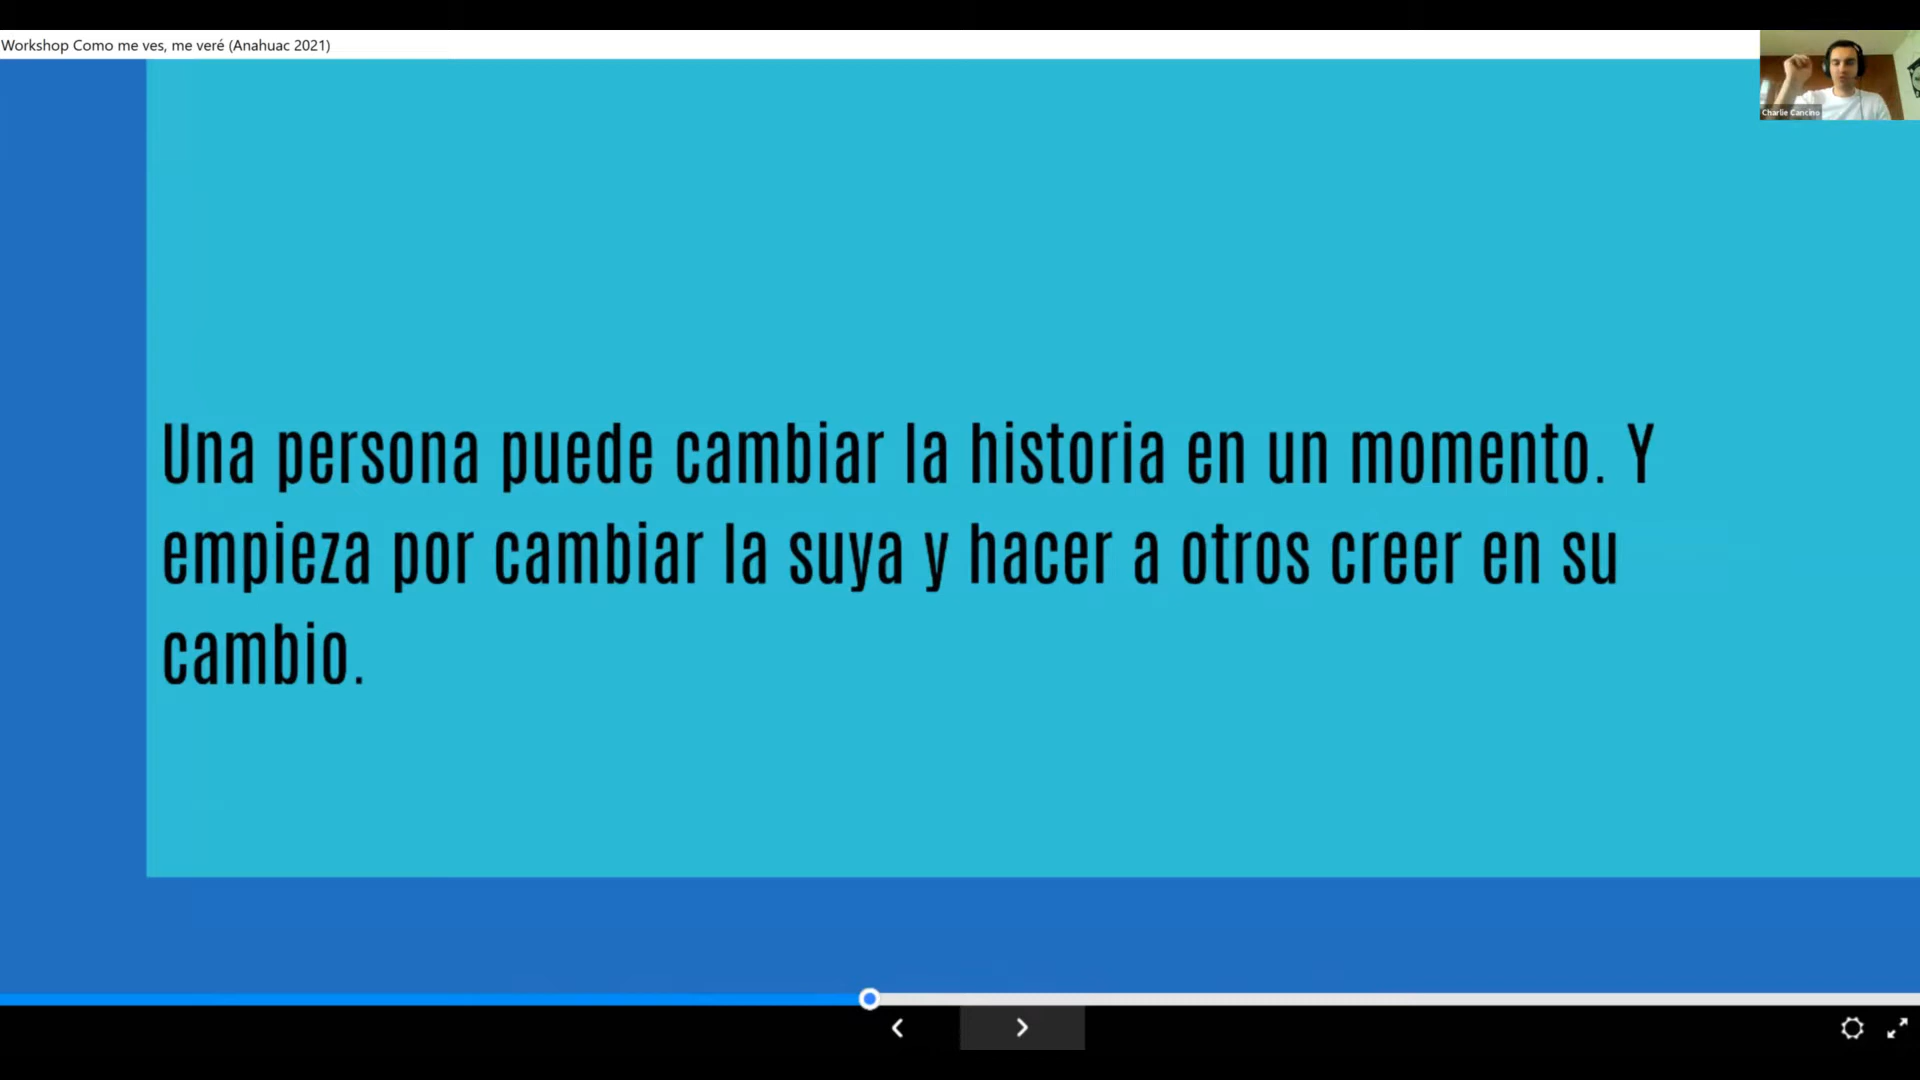 Workshop Como me ves, me veré (Anahuac 2021)
Charlie Cancino
Una persona puede cambiar la historia en un momento. Y
empieza por cambiar la suya y hacer a otros creer en su
cambio.